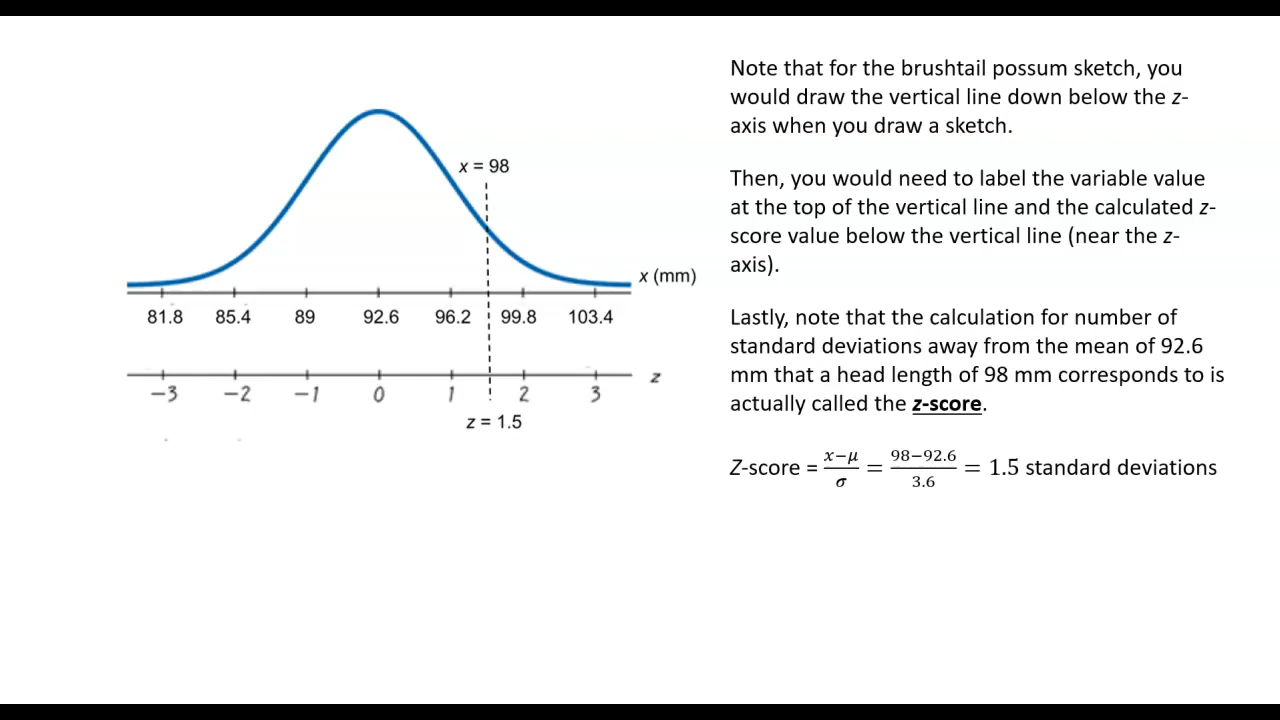 x = 98
x (mm)
81.8 85.4 89 92.6 96.2 99.8 103.4
z
−3 −2 −1 0 1 2 3
z = 1.5
Note that for the brushtail possum sketch, you
would draw the vertical line down below the z-
axis when you draw a sketch.
Then, you would need to label the variable value
at the top of the vertical line and the calculated z-
score value below the vertical line (near the z-
axis).
Lastly, note that the calculation for number of
standard deviations away from the mean of 92.6
mm that a head length of 98 mm corresponds to is
actually called the z-score.
Z-score = (x−μ)/σ = (98−92.6)/3.6 = 1.5 standard deviations